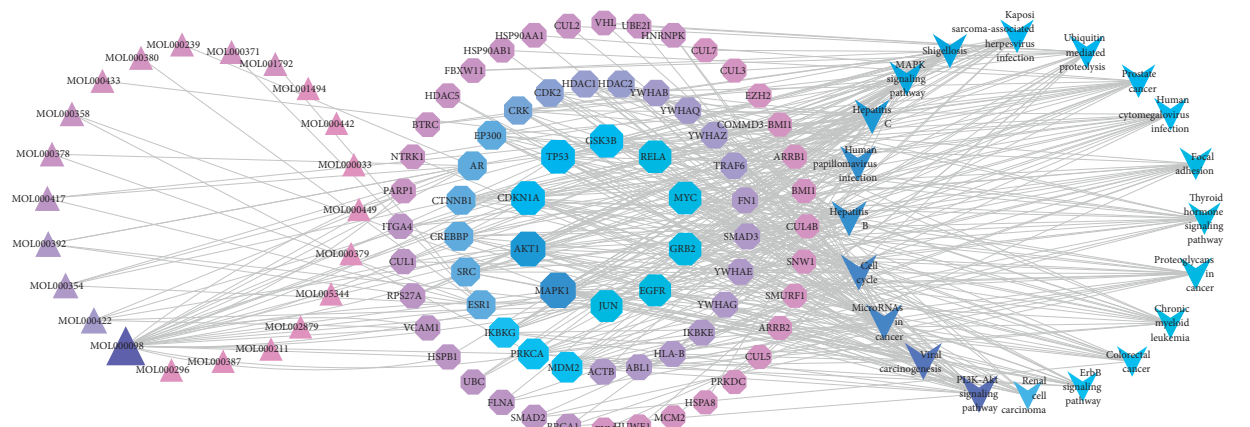 MOL000239
MOL000371
MOL000380
MOL001792
MOL000433
MOL001494
MOL000358
MOL000442
MOL000378
MOL000033
MOL000417
MOL000449
MOL000392
MOL000379
MOL000354
MOL005344
MOL000422
MOL002879
MOL000098
MOL000211
MOL000387
MOL000296
VHL
CUL2
UBE2I
HSP90AA1
HNRNPK
HSP90AB1
CUL7
FBXW11
CUL3
HDAC5
EZH2
BTRC
COMMD3-BMI1
NTRK1
ARRB1
PARP1
BMI1
ITGA4
CUL4B
CUL1
SNW1
RPS27A
SMURF1
VCAM1
ARRB2
HSPB1
CUL5
UBC
PRKDC
FLNA
HSPA8
SMAD2
MCM2
HUWE1
HDAC1
HDAC2
CDK2
YWHAB
CRK
YWHAQ
EP300
YWHAZ
AR
TRAF6
CTNNB1
FN1
CREBBP
SMAD3
SRC
YWHAE
ESR1
YWHAG
IKBKG
IKBKE
PRKCA
HLA-B
MDM2
ACTB
ABL1
GSK3B
TP53
RELA
CDKN1A
MYC
AKT1
GRB2
MAPK1
EGFR
JUN
Kaposi
sarcoma-associated
herpesvirus
infection
Shigellosis
MAPK
signaling
pathway
Hepatitis
C
Human
papillomavirus
infection
Hepatitis
B
Cell
cycle
MicroRNAs
in
cancer
Viral
carcinogenesis
PI3K-Akt
signaling
pathway
Renal
cell
carcinoma
ErbB
signaling
pathway
Colorectal
cancer
Chronic
myeloid
leukemia
Proteoglycans
in
cancer
Thyroid
hormone
signaling
pathway
Focal
adhesion
Human
cytomegalovirus
infection
Prostate
cancer
Ubiquitin
mediated
proteolysis